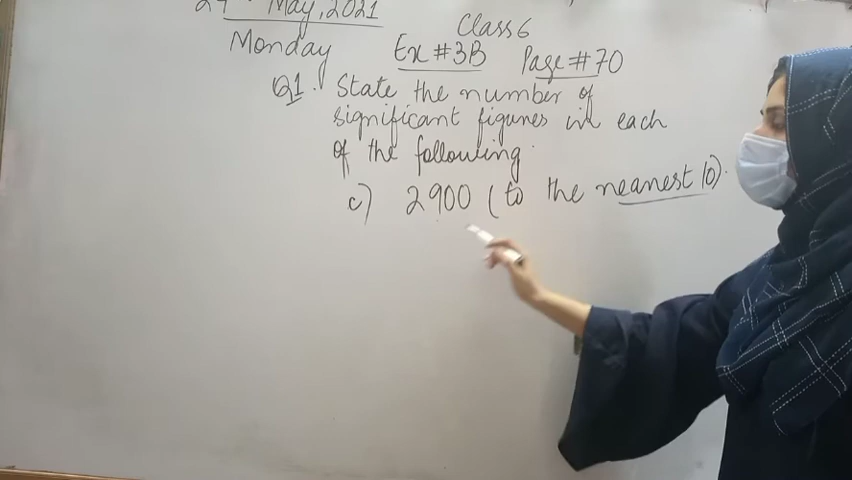 May, 2021
Class 6
Monday Ex # 3B Page # 70
Q1. State the number of
significant figures in each
of the following.
c) 2900 (to the nearest 10).